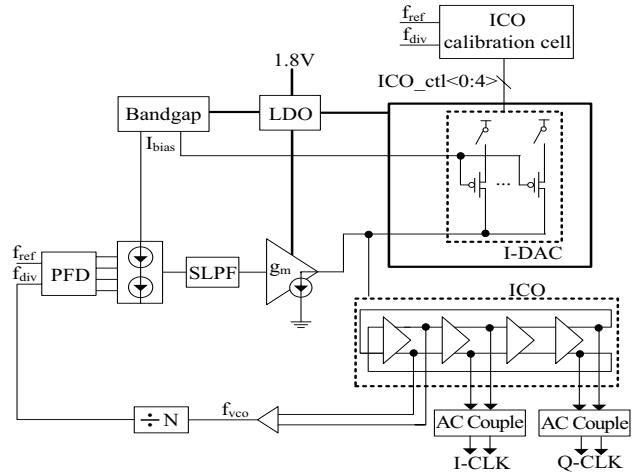 f_ref
f_div
ICO
calibration cell
1.8V
ICO_ctl<0:4>
Bandgap
LDO
I_bias
...
I-DAC
f_ref
f_div
PFD
SLPF
g_m
ICO
÷ N
f_vco
AC Couple
AC Couple
I-CLK
Q-CLK